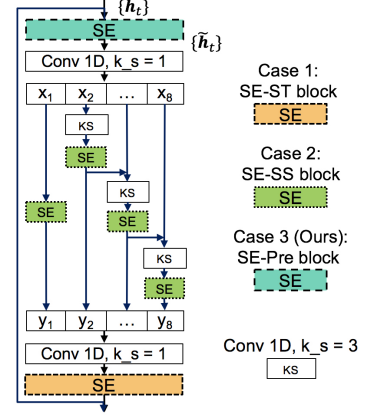 {h_t}
SE
{h̃_t}
Conv 1D, k_s = 1
x₁ x₂ ... x₈
KS
SE
KS
SE
SE
KS
SE
y₁ y₂ ... y₈
Conv 1D, k_s = 1
SE
Case 1:
SE-ST block
SE
Case 2:
SE-SS block
SE
Case 3 (Ours):
SE-Pre block
SE
Conv 1D, k_s = 3
KS